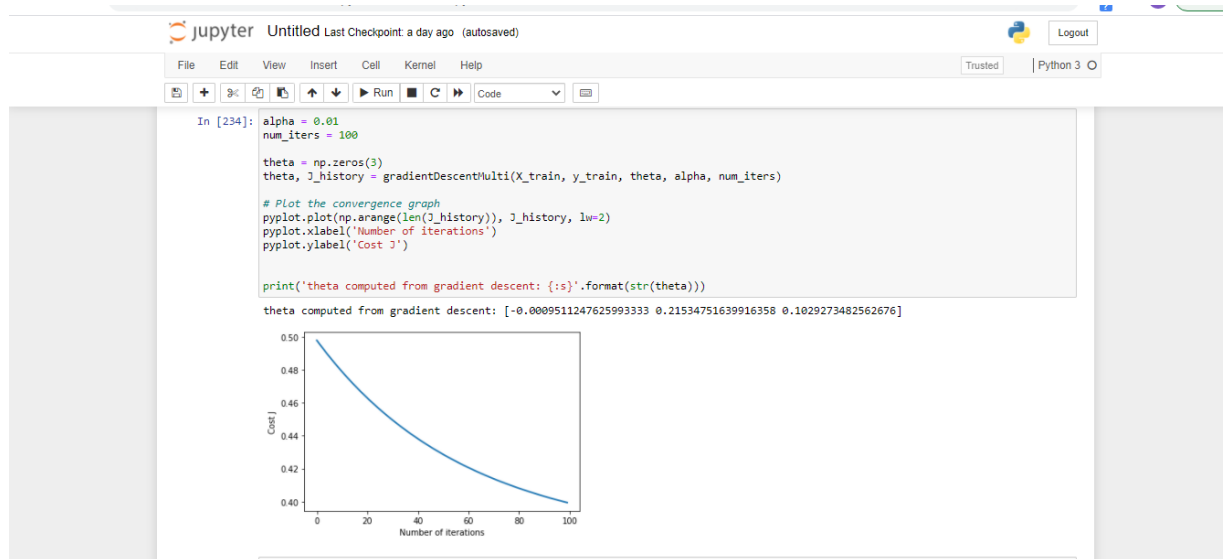 jupyter Untitled Last Checkpoint: a day ago (autosaved)
Logout
File Edit View Insert Cell Kernel Help
Trusted
Python 3
Run
Code
In [234]:
alpha = 0.01
num_iters = 100
theta = np.zeros(3)
theta, J_history = gradientDescentMulti(X_train, y_train, theta, alpha, num_iters)
# Plot the convergence graph
pyplot.plot(np.arange(len(J_history)), J_history, lw=2)
pyplot.xlabel('Number of iterations')
pyplot.ylabel('Cost J')
print('theta computed from gradient descent: {:s}'.format(str(theta)))
theta computed from gradient descent: [-0.0009511247625993333 0.21534751639916358 0.1029273482562676]
0.50
0.48
0.46
0.44
0.42
0.40
Cost J
0 20 40 60 80 100
Number of iterations